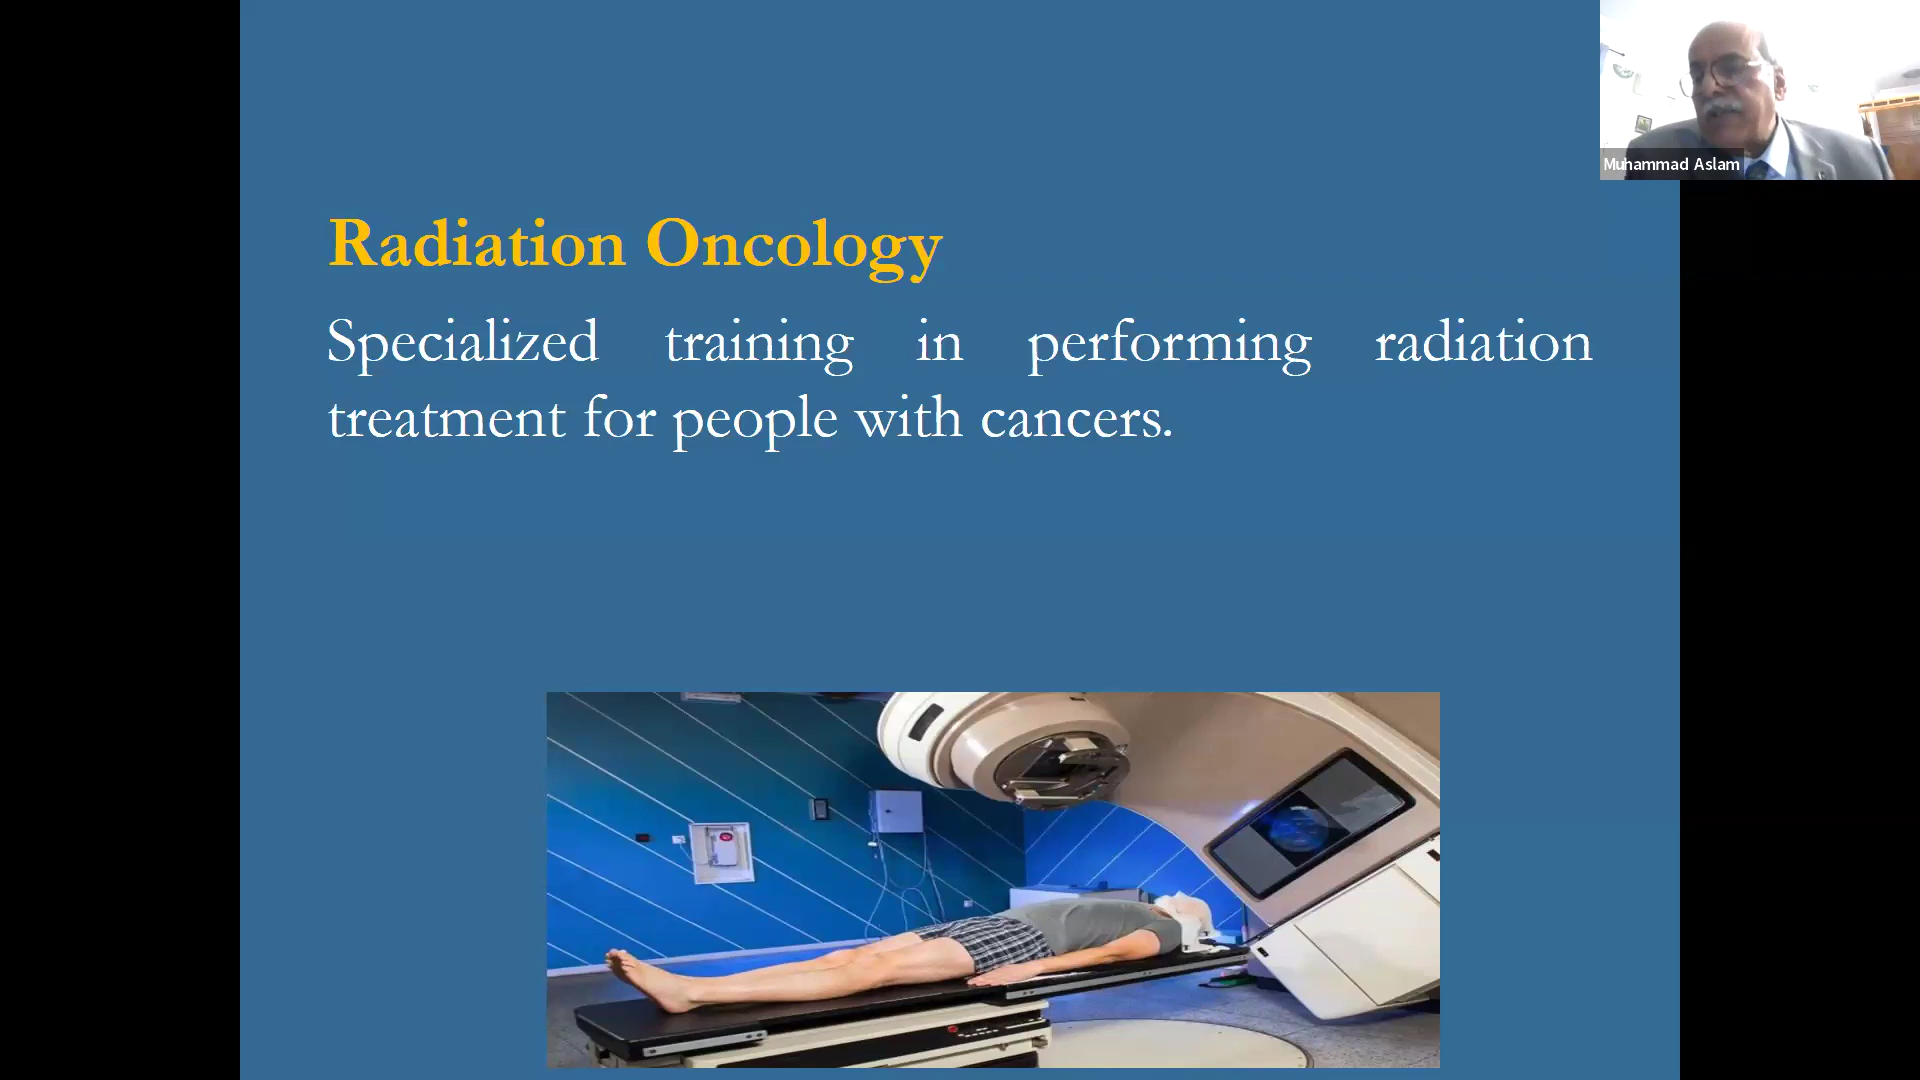 Muhammad Aslam
Radiation Oncology
Specialized training in performing radiation
treatment for people with cancers.